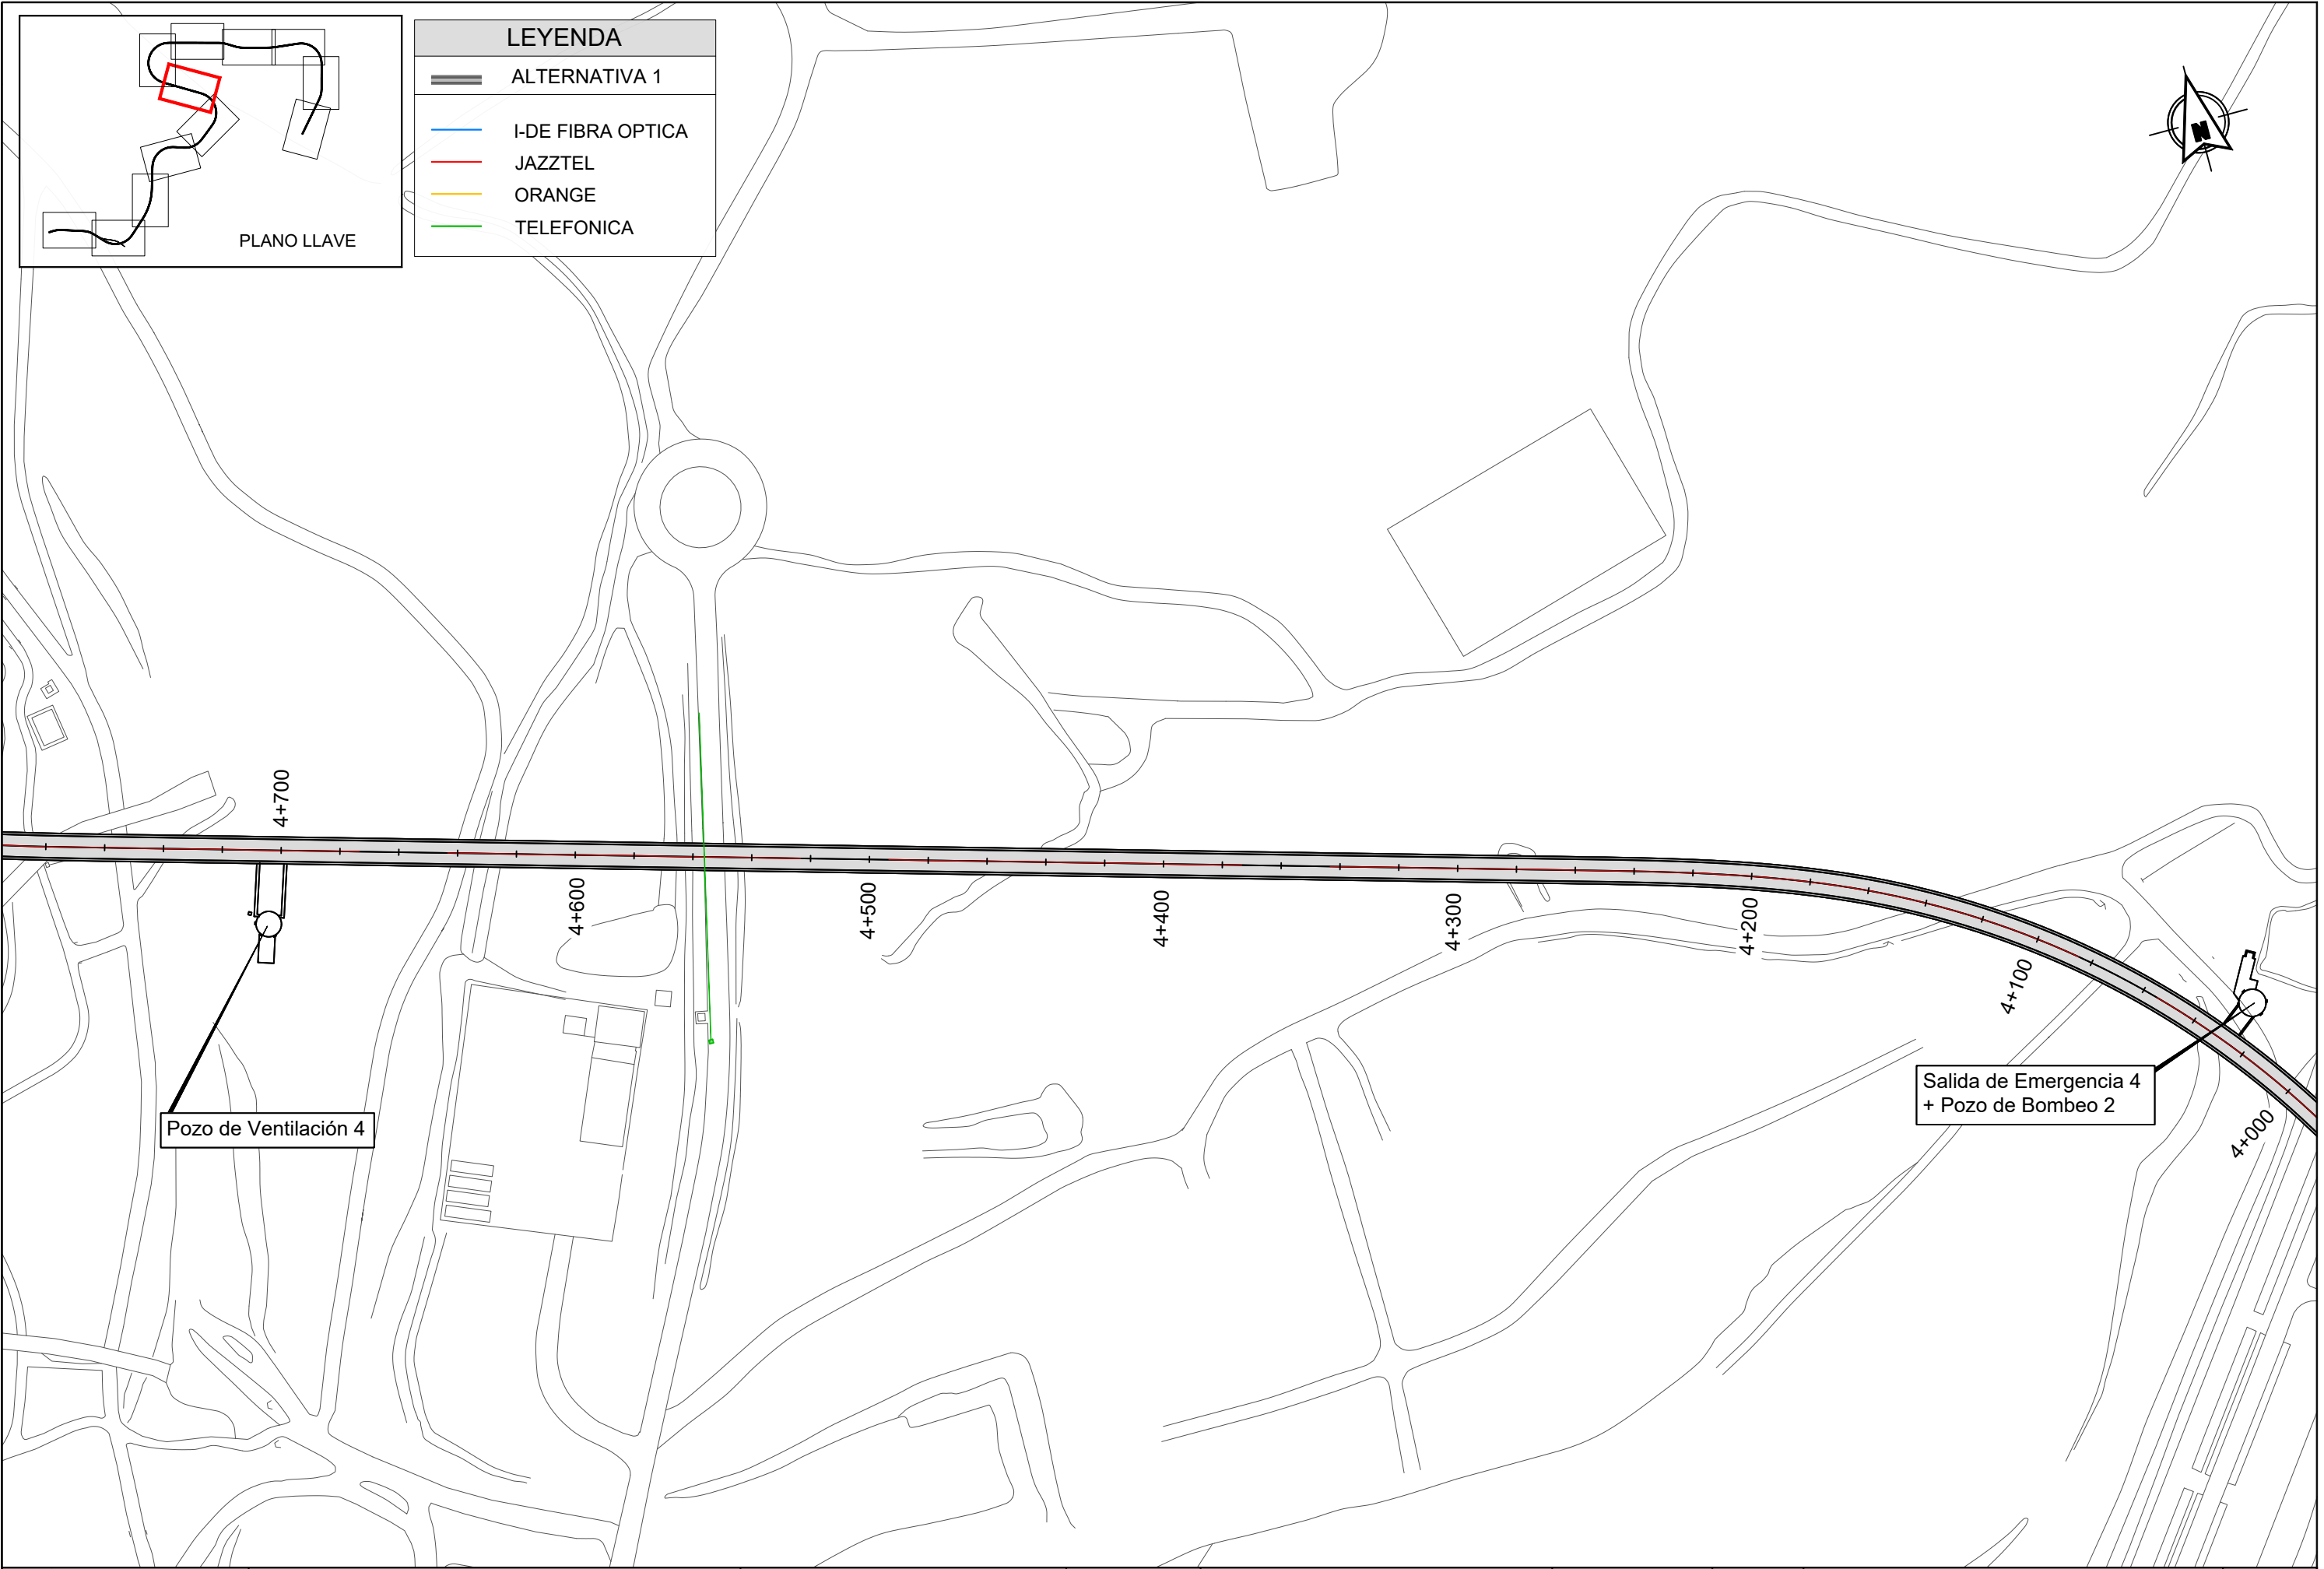 PLANO LLAVE
LEYENDA
ALTERNATIVA 1
I-DE FIBRA OPTICA
JAZZTEL
ORANGE
TELEFONICA
N
4+700
4+600
4+500
4+400
4+300
4+200
4+100
4+000
Pozo de Ventilación 4
Salida de Emergencia 4
+ Pozo de Bombeo 2